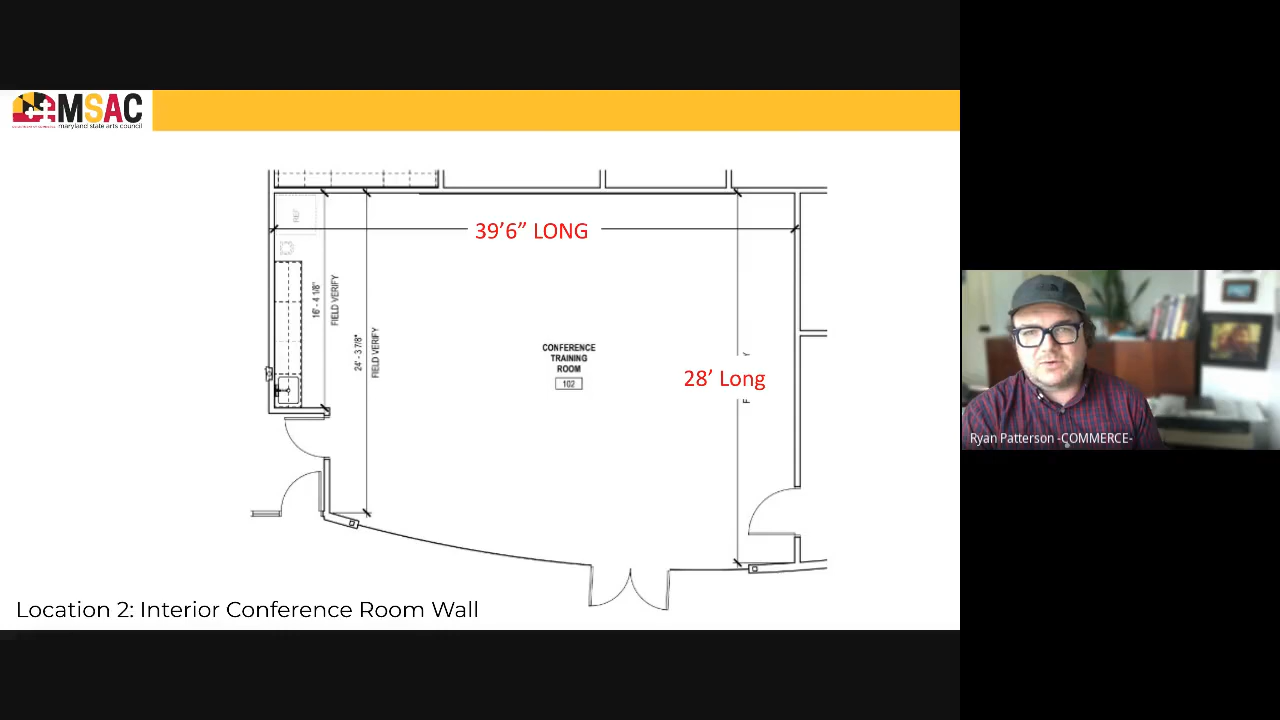 MSAC
maryland state arts council
39’6” LONG
REF
16' - 4 1/8"
FIELD VERIFY
24' - 3 7/8"
FIELD VERIFY
CONFERENCE
TRAINING
ROOM
102
28’ Long
F
Y
Location 2: Interior Conference Room Wall
Ryan Patterson -COMMERCE-